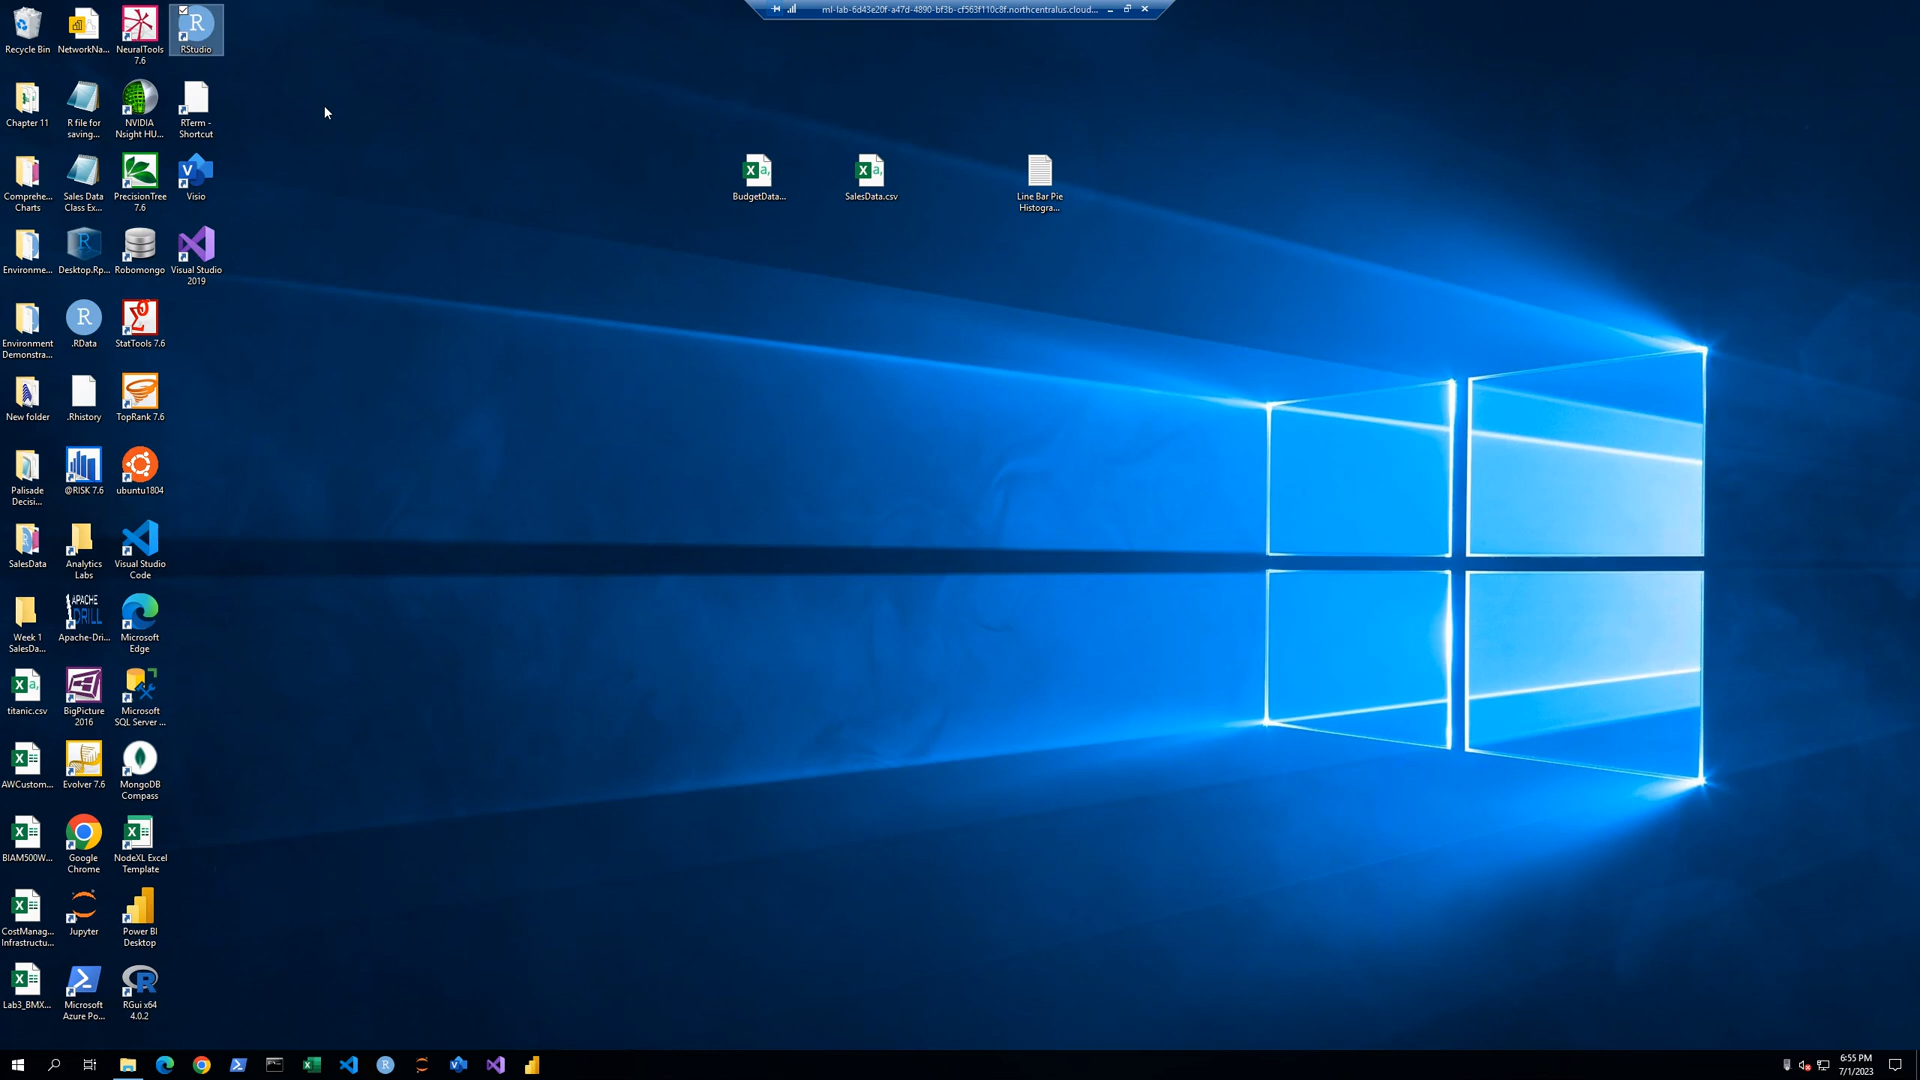 ml-lab-6d43e20f-a47d-4890-bf3b-cf563f110c8f.northcentralus.cloud...
Recycle Bin
NetworkNa...
NeuralTools
7.6
RStudio
Chapter 11
R file for
saving...
NVIDIA
Nsight HU...
RTerm -
Shortcut
Comprehe...
Charts
Sales Data
Class Ex...
PrecisionTree
7.6
Visio
BudgetData...
SalesData.csv
Line Bar Pie
Histogra...
Environme...
Desktop.Rp...
Robomongo
Visual Studio
2019
Environment
Demonstra...
.RData
StatTools 7.6
New folder
.Rhistory
TopRank 7.6
Palisade
Decisi...
@RISK 7.6
ubuntu1804
SalesData
Analytics
Labs
Visual Studio
Code
Week 1
SalesDa...
APACHE
DRILL
Apache-Dri...
Microsoft
Edge
titanic.csv
BigPicture
2016
Microsoft
SQL Server ...
AWCustom...
Evolver 7.6
MongoDB
Compass
BIAM500W...
Google
Chrome
NodeXL Excel
Template
CostManag...
Infrastructu...
Jupyter
Power BI
Desktop
Lab3_BMX...
Microsoft
Azure Po...
RGui x64
4.0.2
6:55 PM
7/1/2023